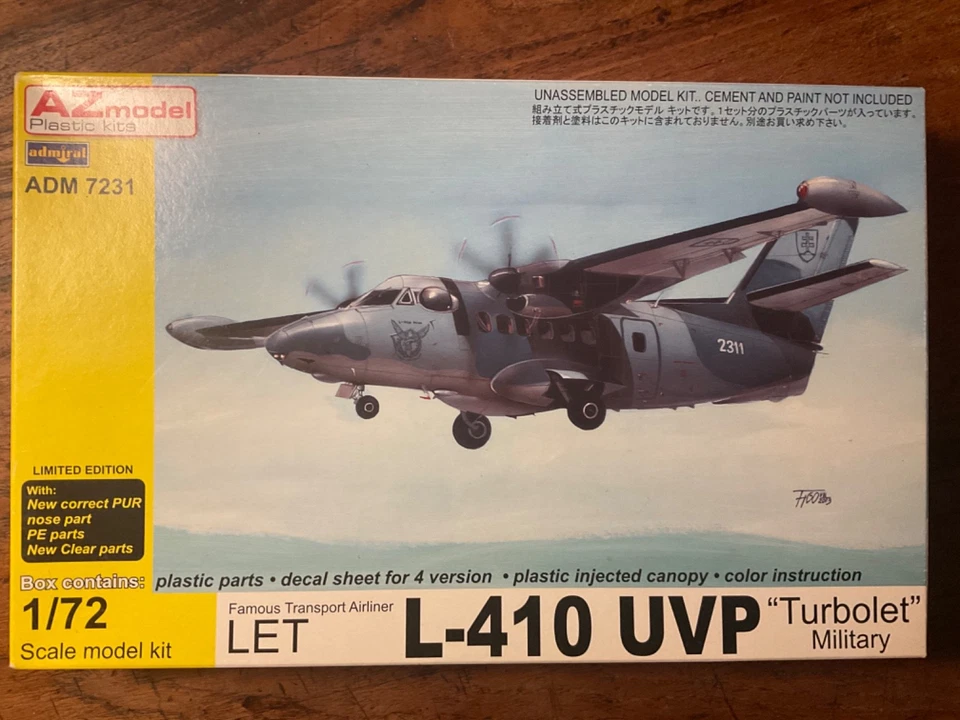 AZmodel
Plastic kits
admiral
ADM 7231
UNASSEMBLED MODEL KIT.. CEMENT AND PAINT NOT INCLUDED
組み立て式プラスチックモデル キットです。1セット分のプラスチックパーツが入っています。
接着剤と塗料はこのキットに含まれておりません。別途お買い求め下さい。
2311
LIMITED EDITION
With:
New correct PUR
nose part
PE parts
New Clear parts
Box contains: plastic parts • decal sheet for 4 version • plastic injected canopy • color instruction
1/72
Scale model kit
Famous Transport Airliner
LET L-410 UVP "Turbolet"
Military